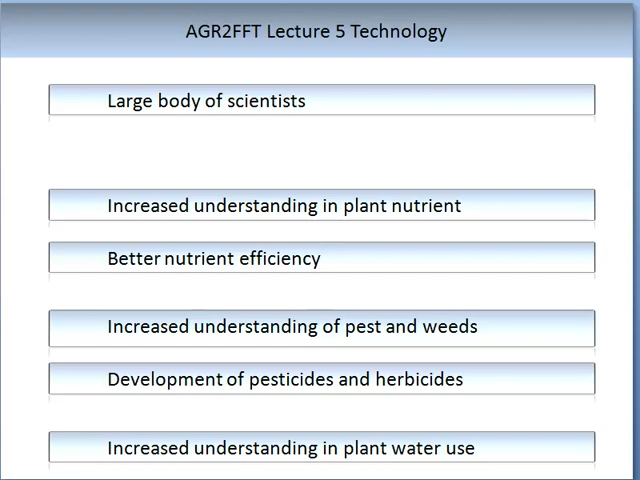 AGR2FFT Lecture 5 Technology
Large body of scientists
Increased understanding in plant nutrient
Better nutrient efficiency
Increased understanding of pest and weeds
Development of pesticides and herbicides
Increased understanding in plant water use